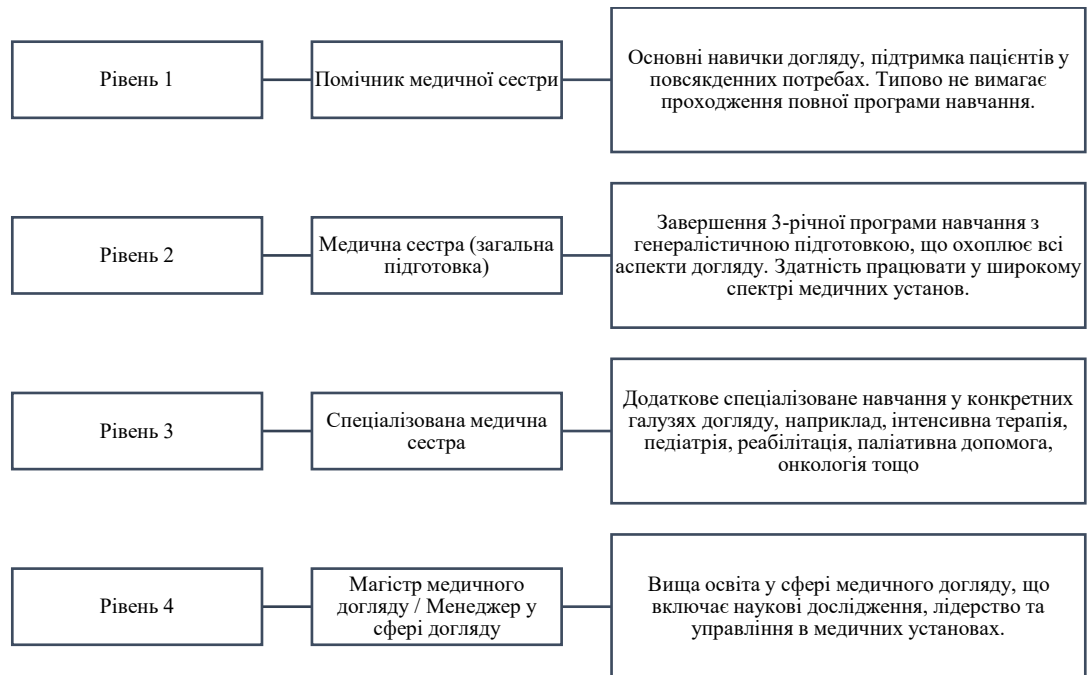 Рівень 1
Помічник медичної сестри
Основні навички догляду, підтримка пацієнтів у
повсякденних потребах. Типово не вимагає
проходження повної програми навчання.
Рівень 2
Медична сестра (загальна
підготовка)
Завершення 3-річної програми навчання з
генералістичною підготовкою, що охоплює всі
аспекти догляду. Здатність працювати у широкому
спектрі медичних установ.
Рівень 3
Спеціалізована медична
сестра
Додаткове спеціалізоване навчання у конкретних
галузях догляду, наприклад, інтенсивна терапія,
педіатрія, реабілітація, паліативна допомога,
онкологія тощо
Рівень 4
Магістр медичного
догляду / Менеджер у
сфері догляду
Вища освіта у сфері медичного догляду, що
включає наукові дослідження, лідерство та
управління в медичних установах.